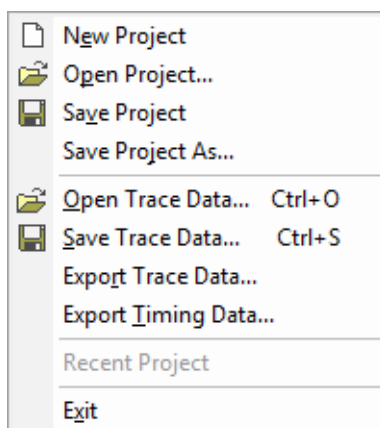 New Project
Open Project...
Save Project
Save Project As...
Open Trace Data... Ctrl+O
Save Trace Data... Ctrl+S
Export Trace Data...
Export Timing Data...
Recent Project
Exit